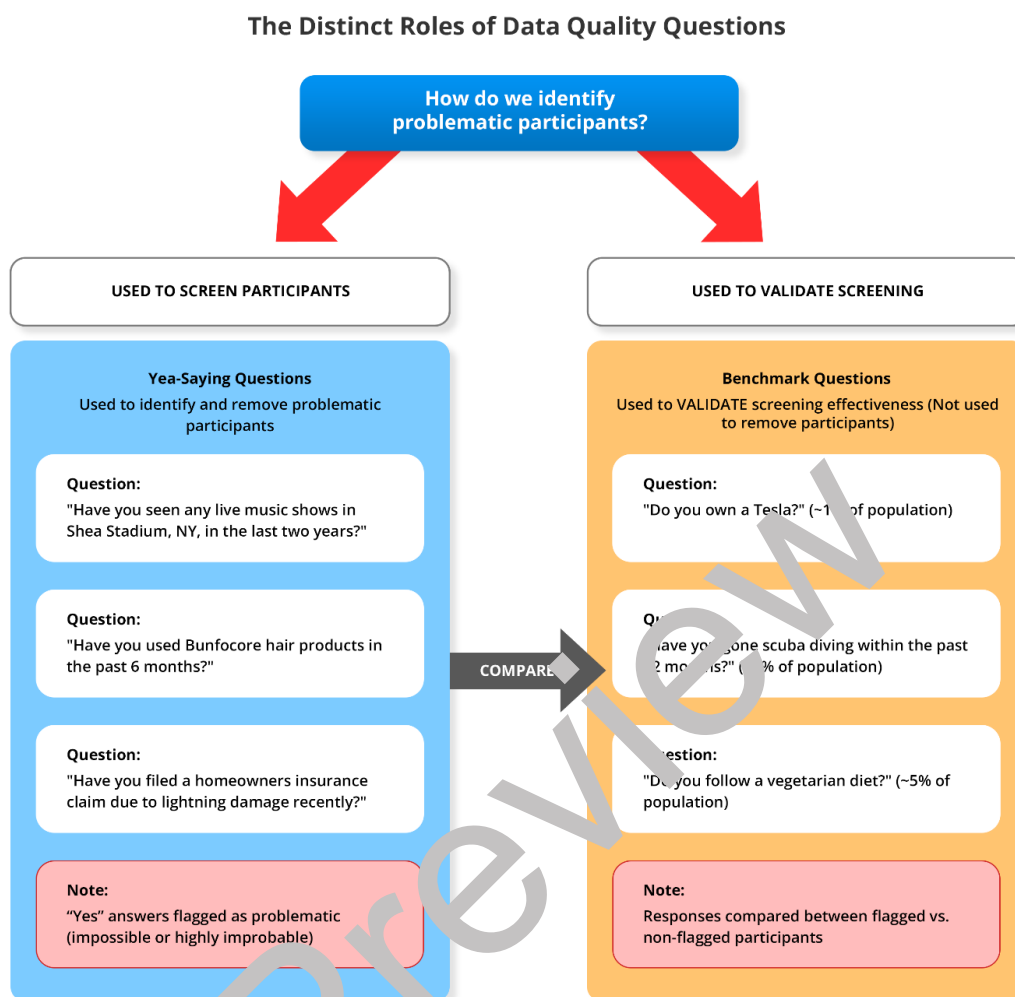 The Distinct Roles of Data Quality Questions
How do we identify
problematic participants?
USED TO SCREEN PARTICIPANTS
USED TO VALIDATE SCREENING
Yea-Saying Questions
Used to identify and remove problematic
participants
Question:
"Have you seen any live music shows in
Shea Stadium, NY, in the last two years?"
Question:
"Have you used Bunfocore hair products in
the past 6 months?"
Question:
"Have you filed a homeowners insurance
claim due to lightning damage recently?"
Note:
“Yes” answers flagged as problematic
(impossible or highly improbable)
COMPARE
Benchmark Questions
Used to VALIDATE screening effectiveness (Not used
to remove participants)
Question:
"Do you own a Tesla?" of population)
have you gone scuba diving within the past
% of population)
Question:
"Do you follow a vegetarian diet?" (~5% of
population)
Note:
Responses compared between flagged vs.
non-flagged participants
Preview